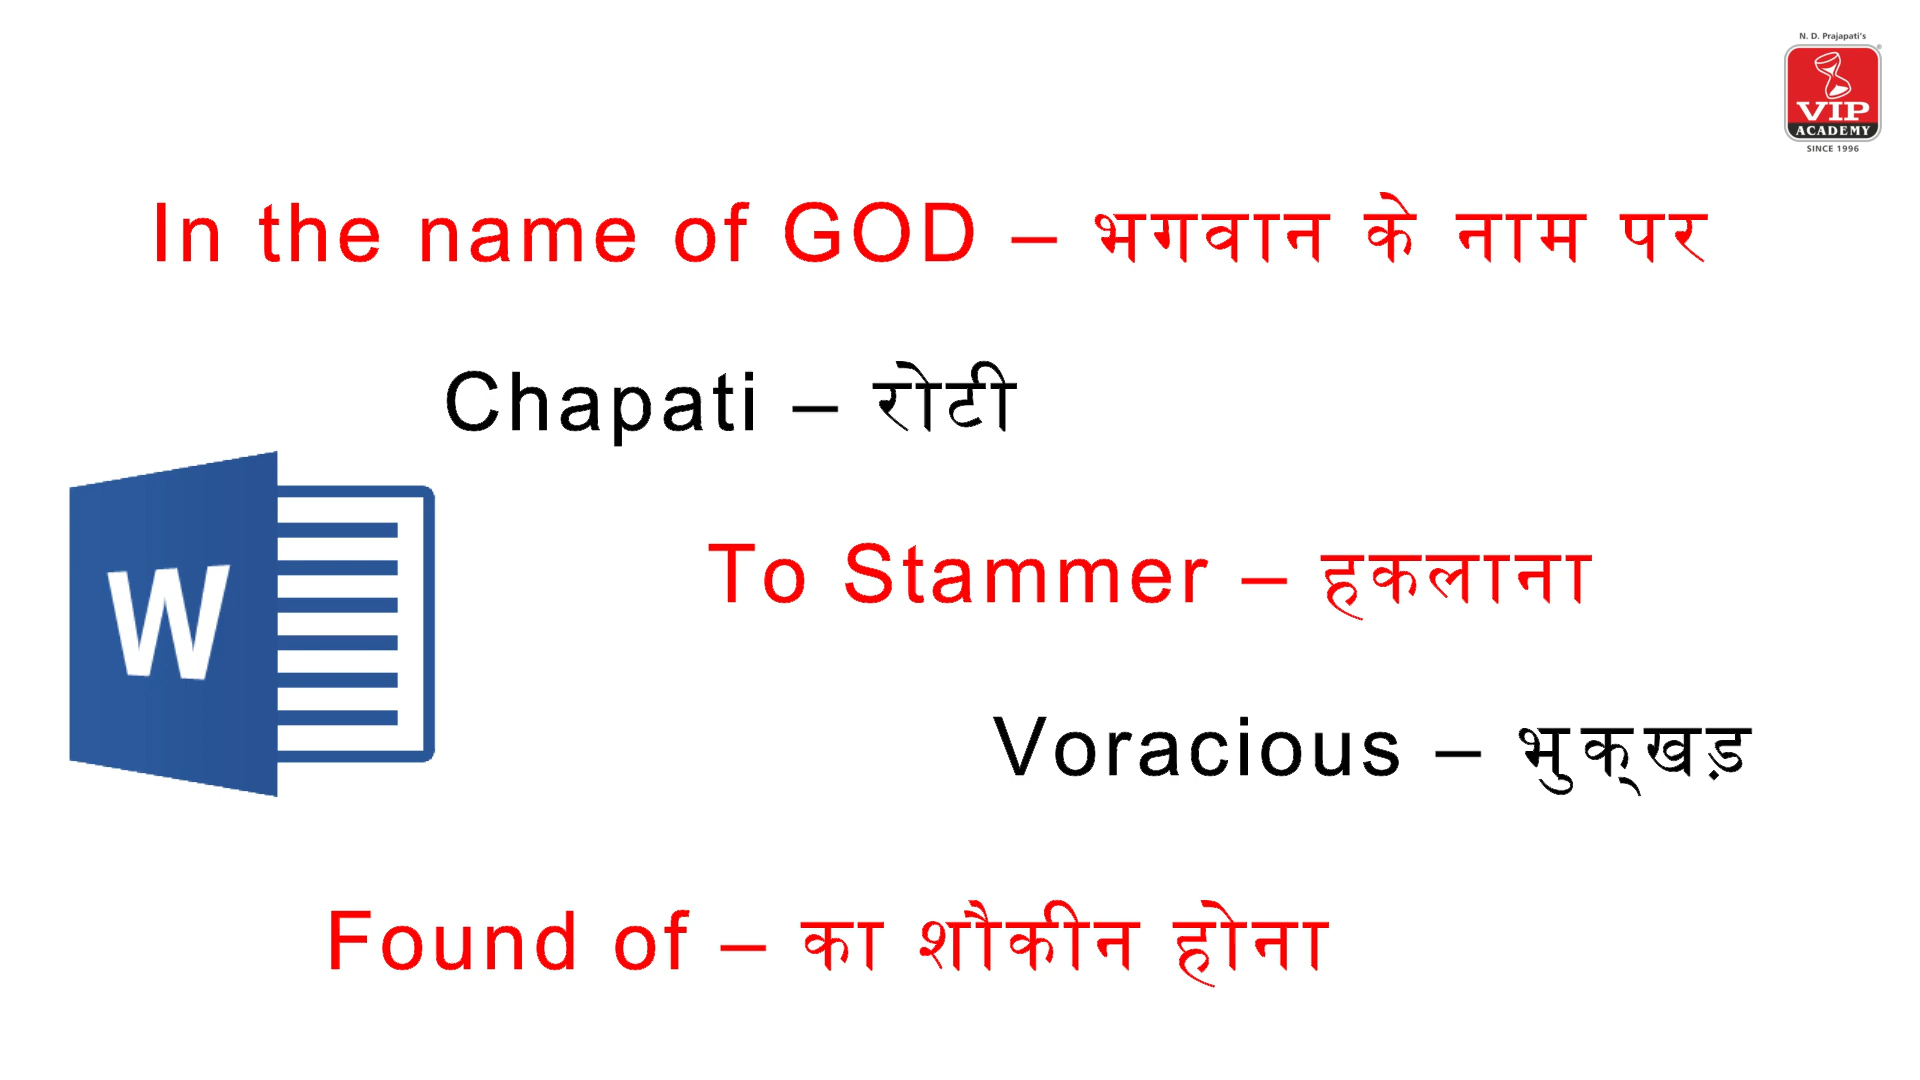 N. D. Prajapati's
VIP
ACADEMY
SINCE 1996
In the name of GOD – भगवान के नाम पर
Chapati – रोटी
W
To Stammer – हकलाना
Voracious – भुक्खड़
Found of – का शौकीन होना